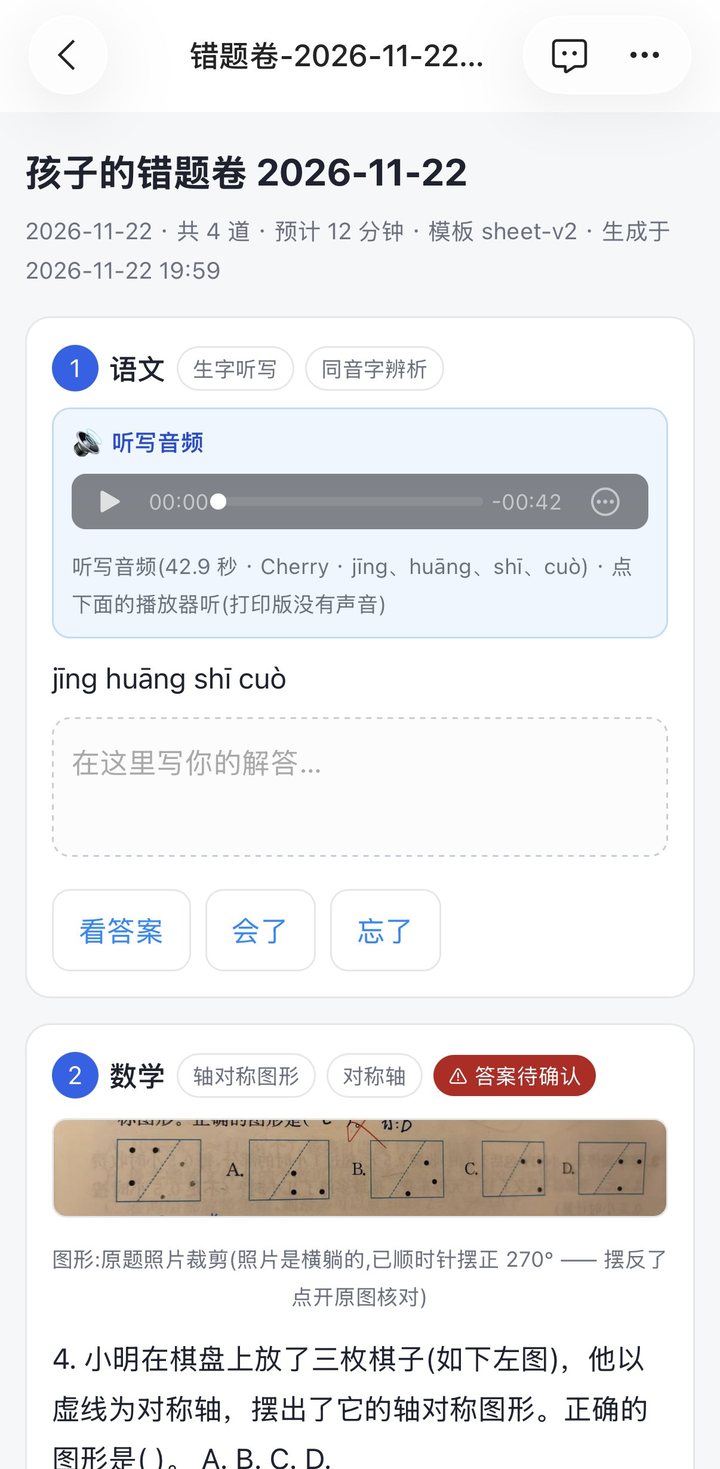 错题卷-2026-11-22...
孩子的错题卷 2026-11-22
2026-11-22 · 共 4 道 · 预计 12 分钟 · 模板 sheet-v2 · 生成于
2026-11-22 19:59
1 语文 生字听写 同音字辨析
听写音频
00:00 -00:42
听写音频(42.9 秒 · Cherry · jīng、huāng、shī、cuò) · 点
下面的播放器听(打印版没有声音)
jīng huāng shī cuò
在这里写你的解答...
看答案 会了 忘了
2 数学 轴对称图形 对称轴 答案待确认
称图形。正确的图形是(
A. B. C. D.
图形:原题照片裁剪(照片是横躺的,已顺时针摆正 270° —— 摆反了
点开原图核对)
4. 小明在棋盘上放了三枚棋子(如下左图)，他以
虚线为对称轴，摆出了它的轴对称图形。正确的
图形是( )。 A. B. C. D.